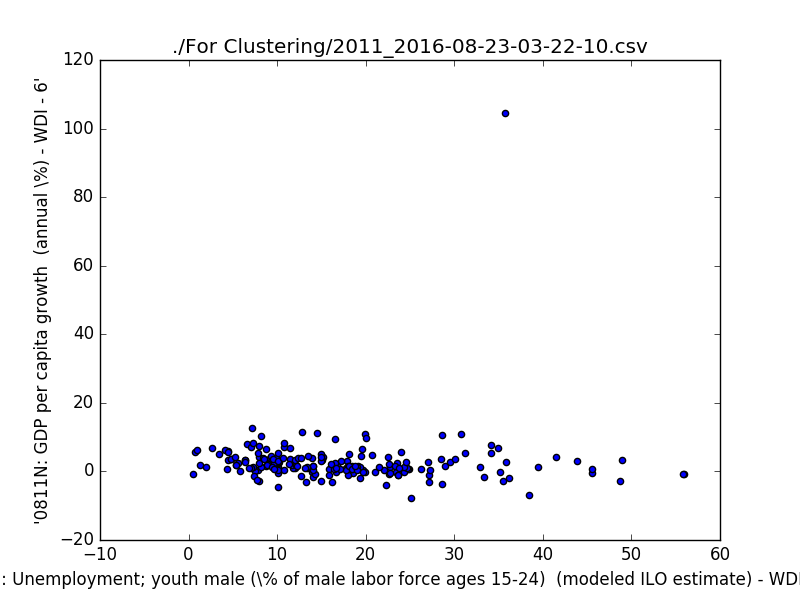 ./For Clustering/2011_2016-08-23-03-22-10.csv
'0811N: GDP per capita growth  (annual \%) - WDI - 6'
120
100
80
60
40
20
0
−20
−10 0 10 20 30 40 50 60
: Unemployment; youth male (\% of male labor force ages 15-24)  (modeled ILO estimate) - WDI